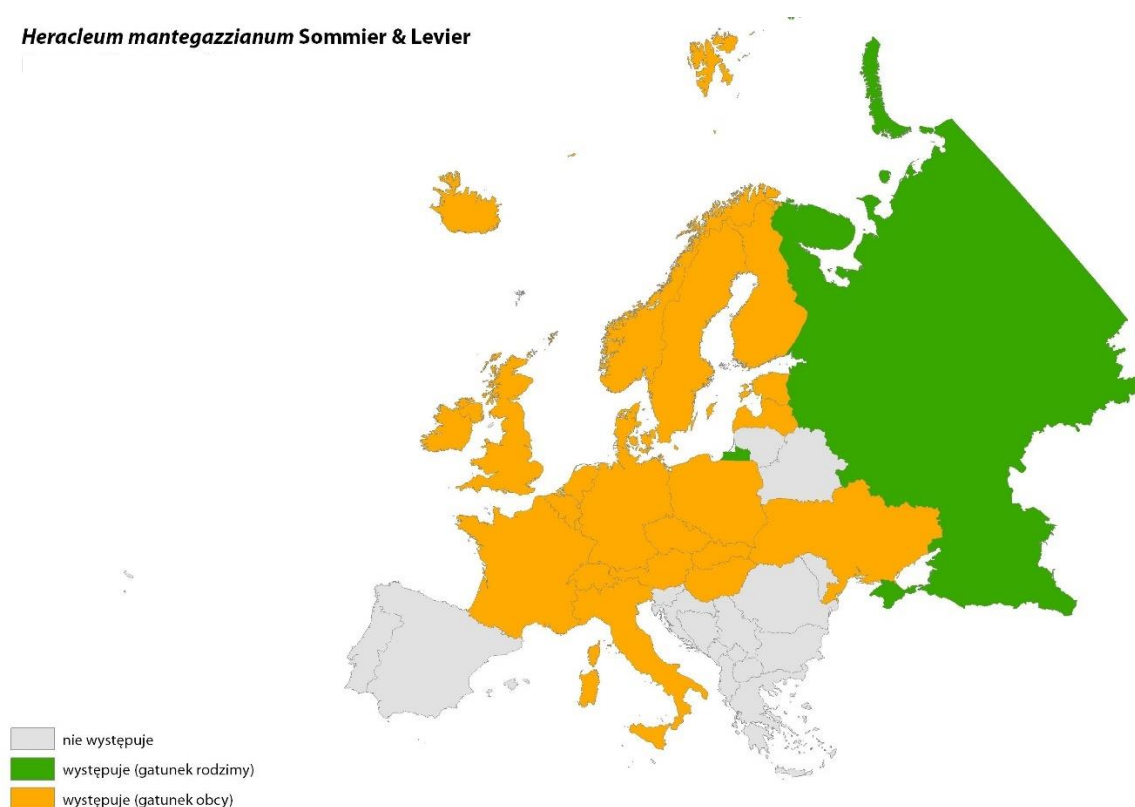 Heracleum mantegazzianum Sommier & Levier
nie występuje
występuje (gatunek rodzimy)
występuje (gatunek obcy)